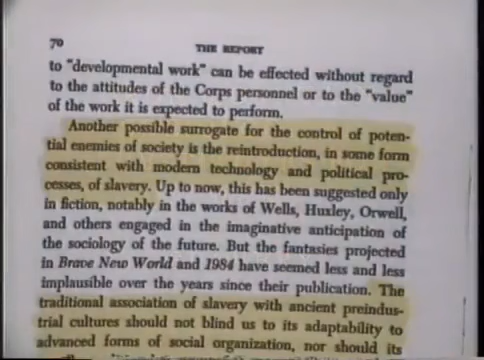 70
THE REPORT
to "developmental work" can be effected without regard
to the attitudes of the Corps personnel or to the "value"
of the work it is expected to perform.
Another possible surrogate for the control of poten-
tial enemies of society is the reintroduction, in some form
consistent with modern technology and political pro-
cesses, of slavery. Up to now, this has been suggested only
in fiction, notably in the works of Wells, Huxley, Orwell,
and others engaged in the imaginative anticipation of
the sociology of the future. But the fantasies projected
in Brave New World and 1984 have seemed less and less
implausible over the years since their publication. The
traditional association of slavery with ancient preindus-
trial cultures should not blind us to its adaptability to
advanced forms of social organization, nor should its